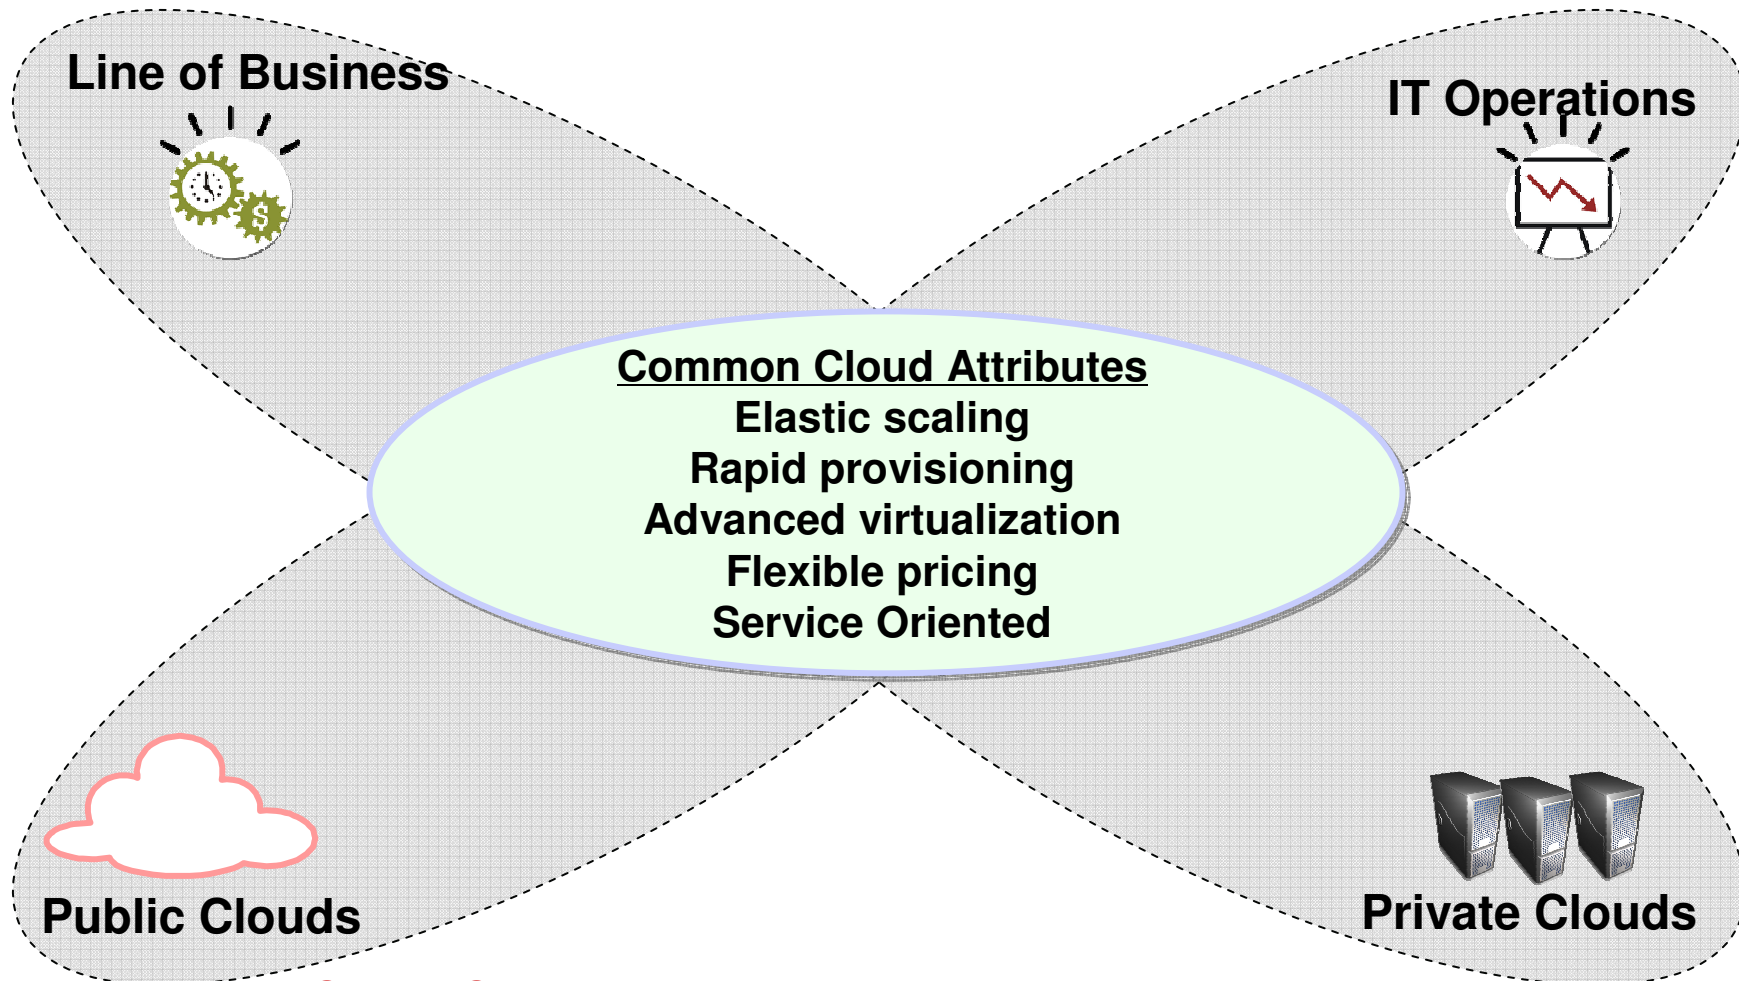 Line of Business
IT Operations
Common Cloud Attributes
Elastic scaling
Rapid provisioning
Advanced virtualization
Flexible pricing
Service Oriented
Public Clouds
Private Clouds
$